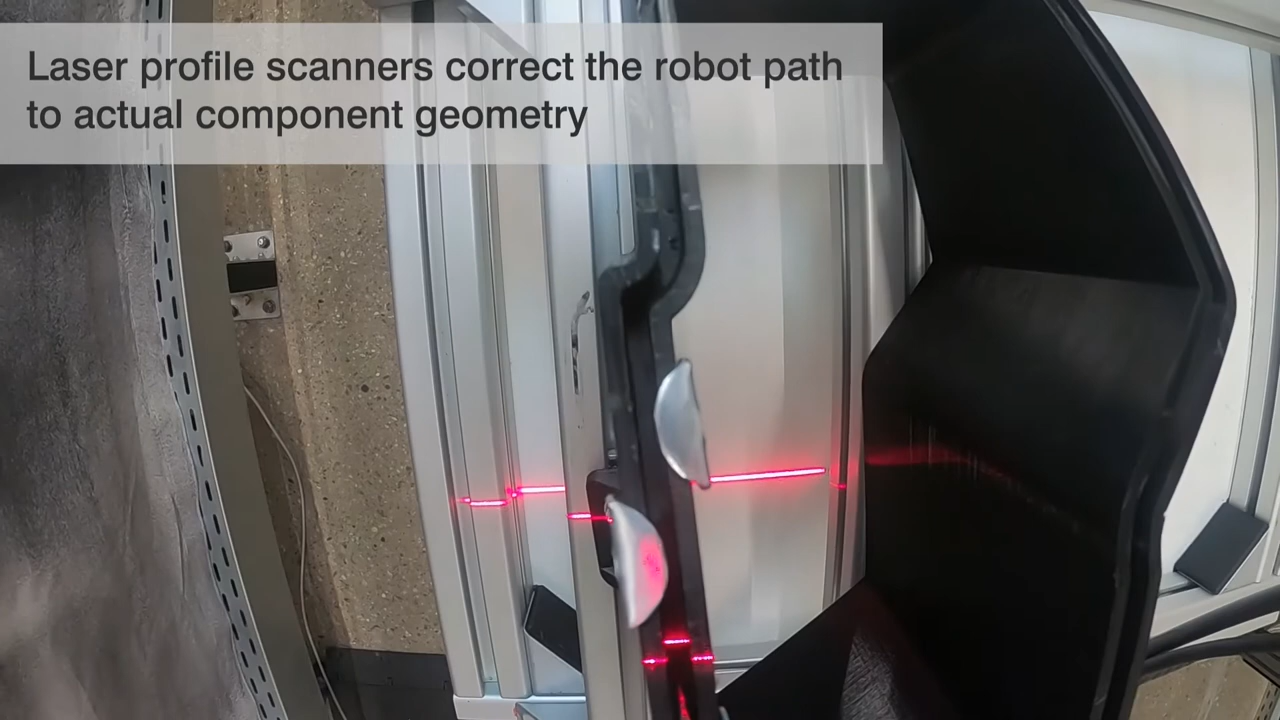 Laser profile scanners correct the robot path
to actual component geometry